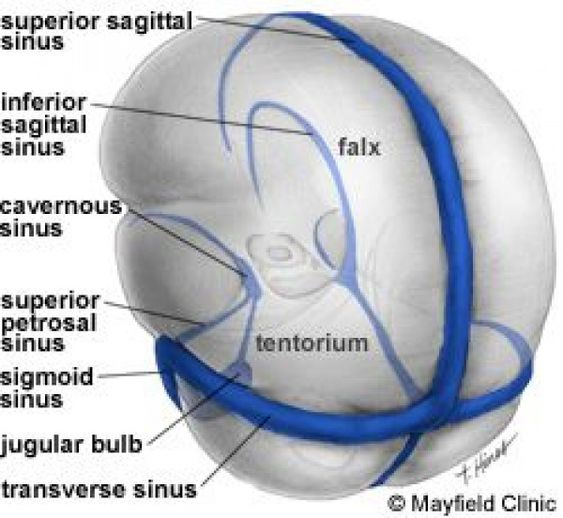 superior sagittal
sinus
inferior
sagittal
sinus
falx
cavernous
sinus
superior
petrosal
sinus
tentorium
sigmoid
sinus
jugular bulb
transverse sinus
T. Hines
© Mayfield Clinic